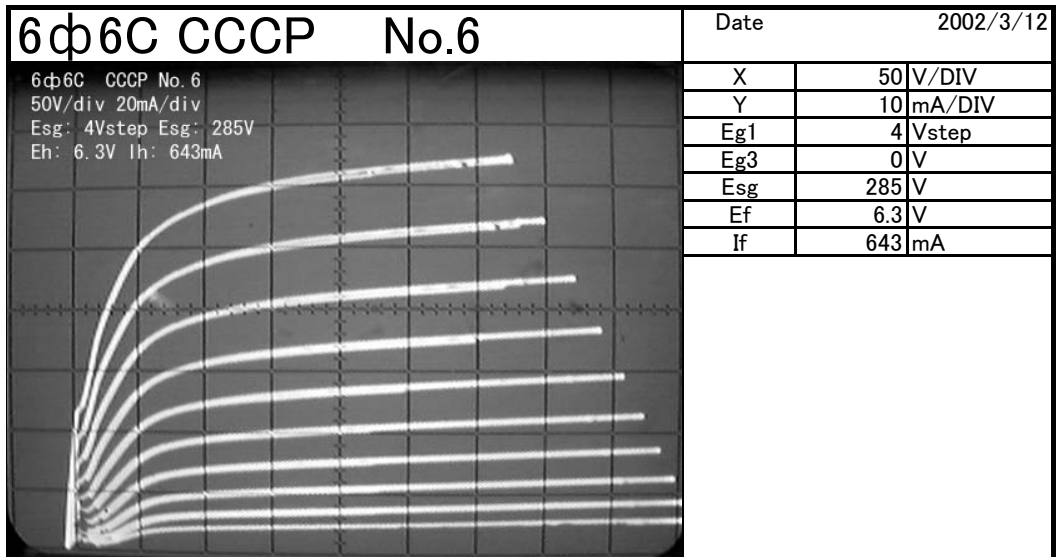 6ф6C CCCP No.6
Date 2002/3/12
6ф6C CCCP No.6
50V/div 20mA/div
Esg: 4Vstep Esg: 285V
Eh: 6.3V Ih: 643mA
X 50 V/DIV
Y 10 mA/DIV
Eg1 4 Vstep
Eg3 0 V
Esg 285 V
Ef 6.3 V
If 643 mA